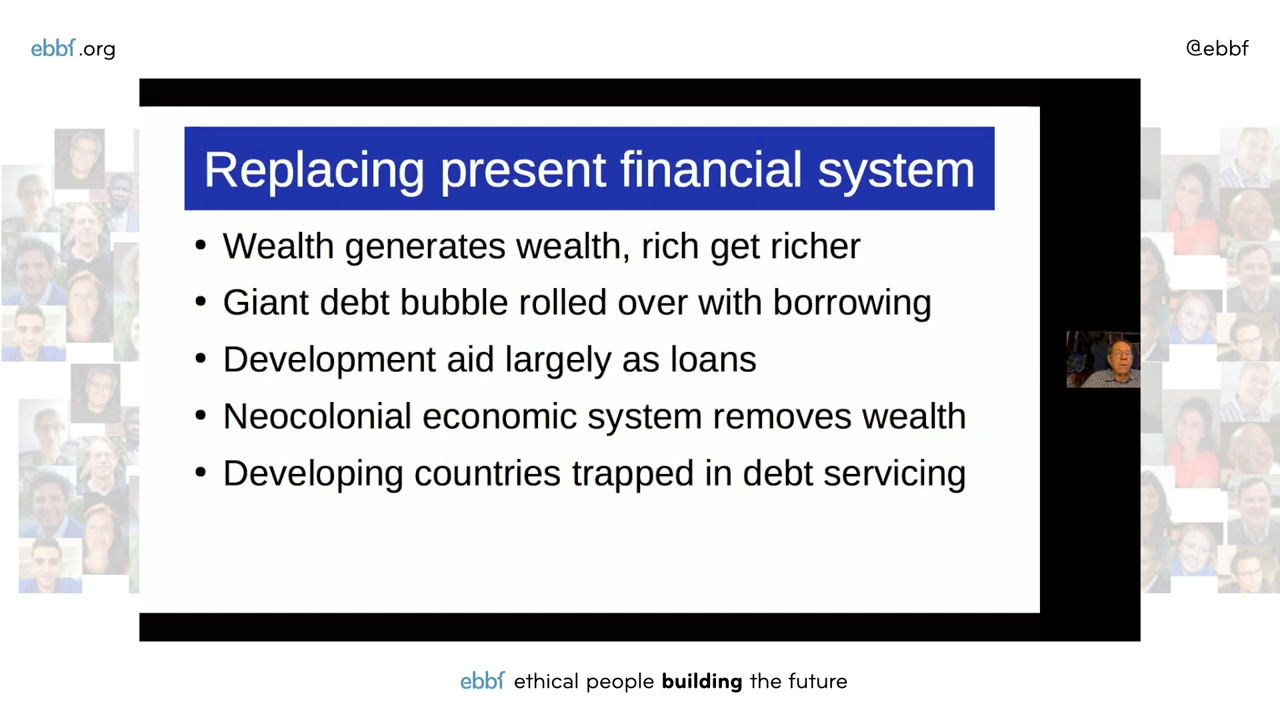 ebbf.org
@ebbf
Replacing present financial system
• Wealth generates wealth, rich get richer
• Giant debt bubble rolled over with borrowing
• Development aid largely as loans
• Neocolonial economic system removes wealth
• Developing countries trapped in debt servicing
ebbf ethical people building the future